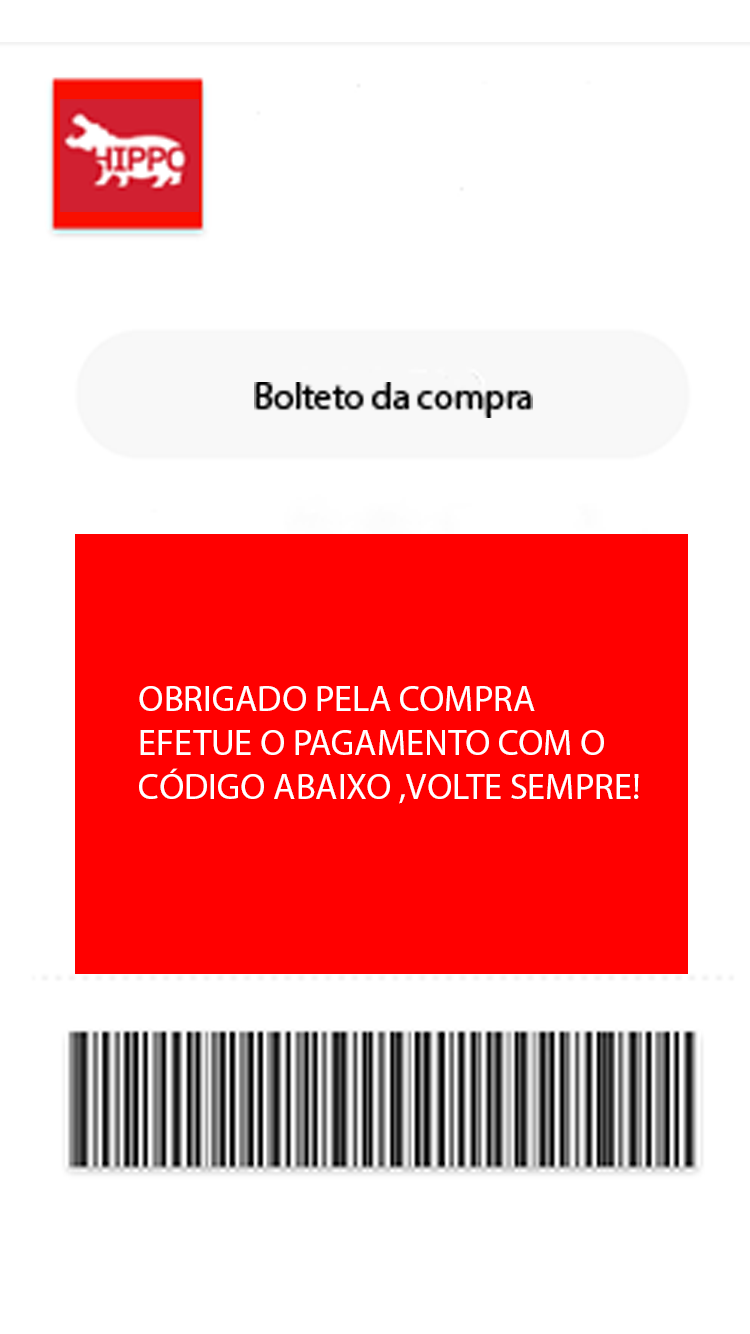 HIPPO
Bolteto da compra
OBRIGADO PELA COMPRA
EFETUE O PAGAMENTO COM O
CÓDIGO ABAIXO ,VOLTE SEMPRE!